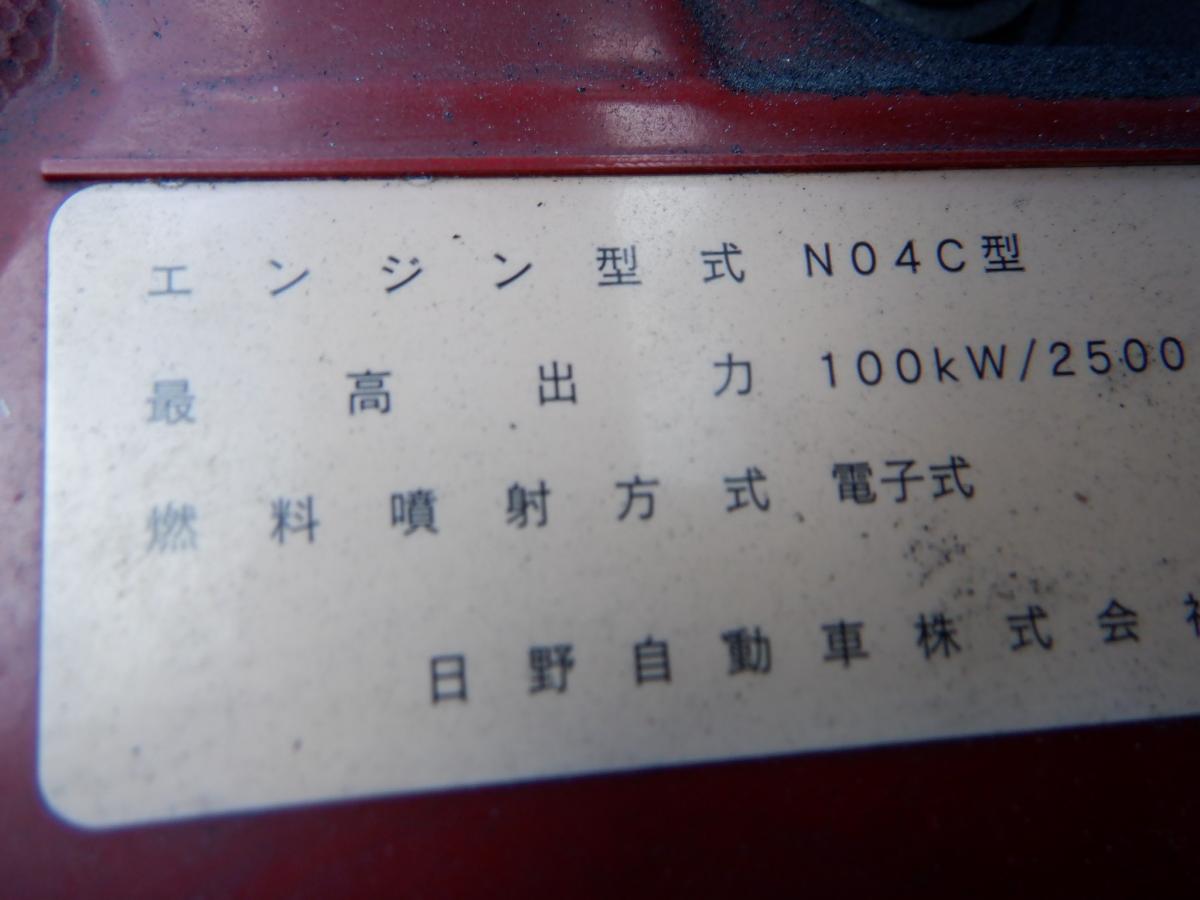 エンジン型式 N04C型
最高出力 100kW/2500
燃料噴射方式 電子式
日野自動車株式会